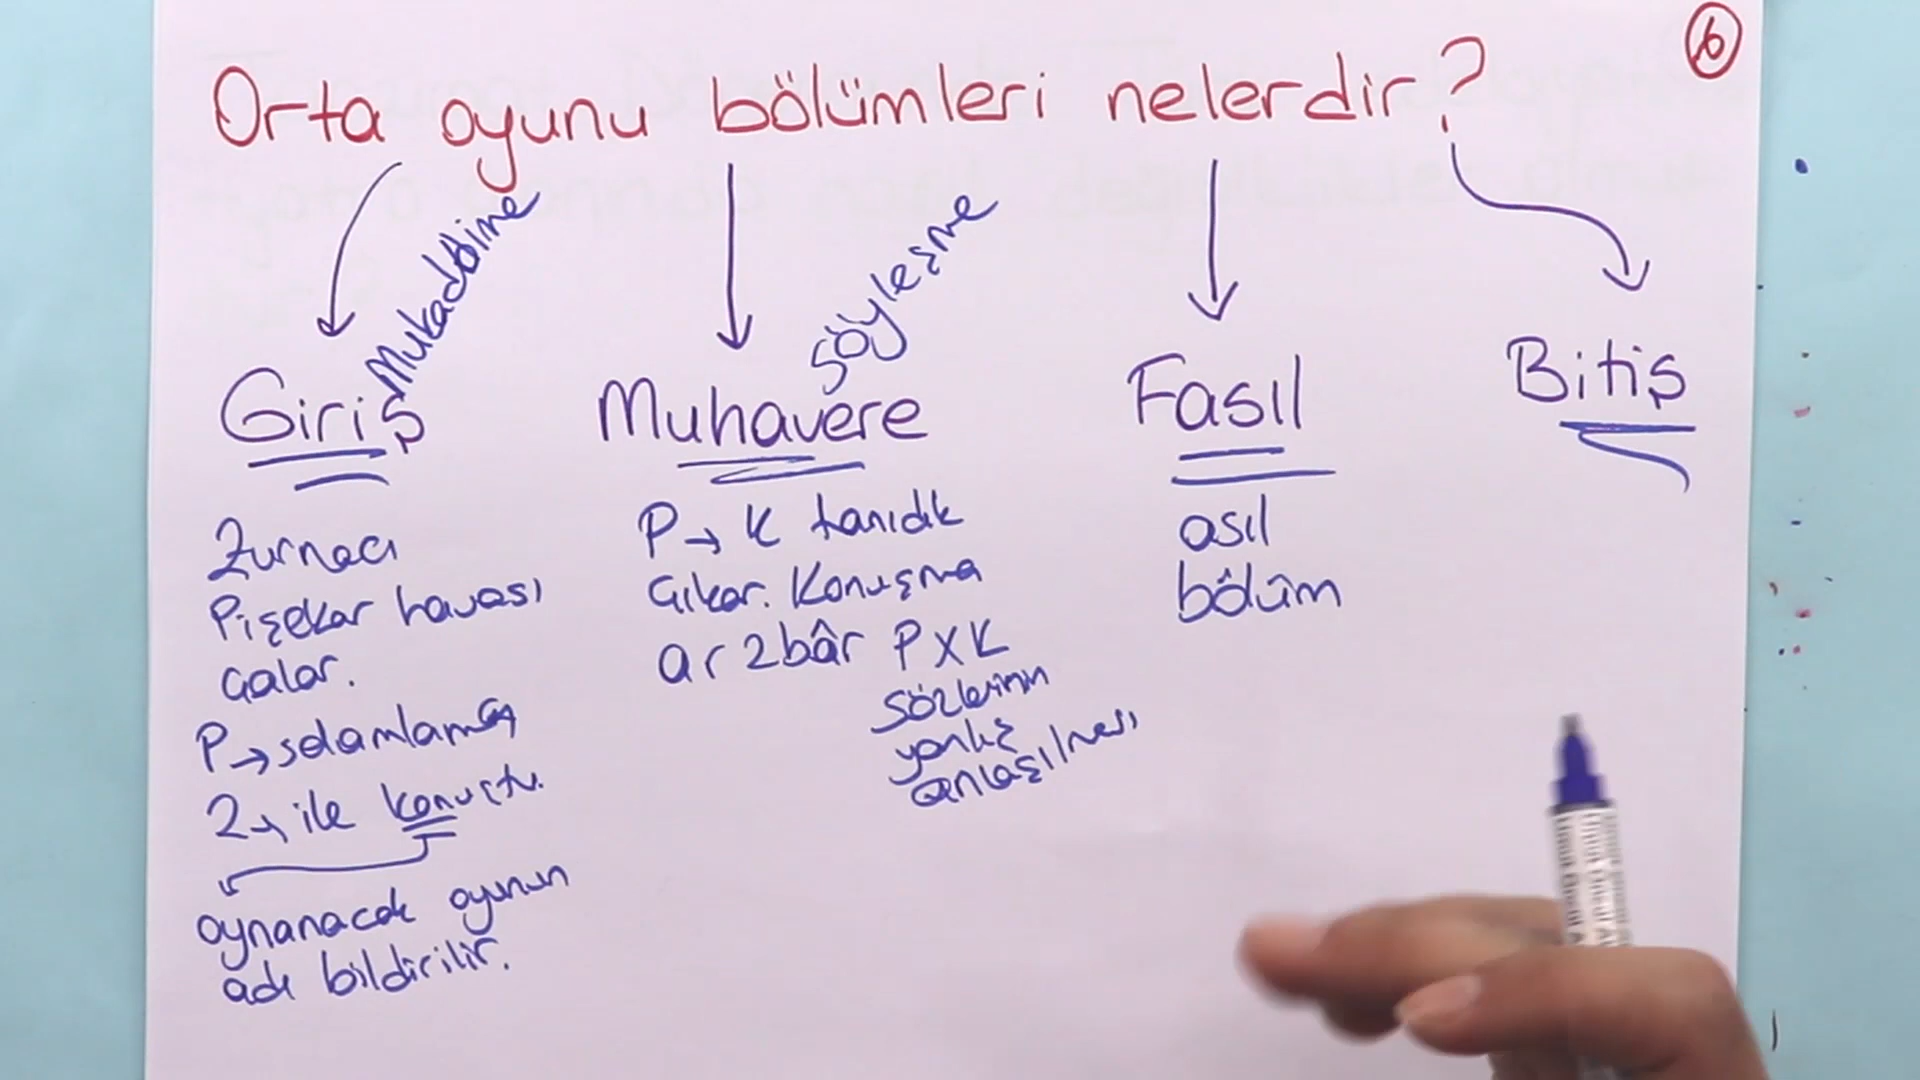 6
Orta oyunu bölümleri nelerdir?
Giriş
Mukaddime
Zurnacı
Pişekar havası
çalar.
P→selamlama
Z→ ile konuştu.
oynanacak oyunun
adı bildirilir.
Muhavere
söyleşme
P→K tanıdık
çıkar. Konuşma
ar 2bâr PXK
sözlerinin
yanlış
anlaşılması
Fasıl
asıl
bölüm
Bitiş